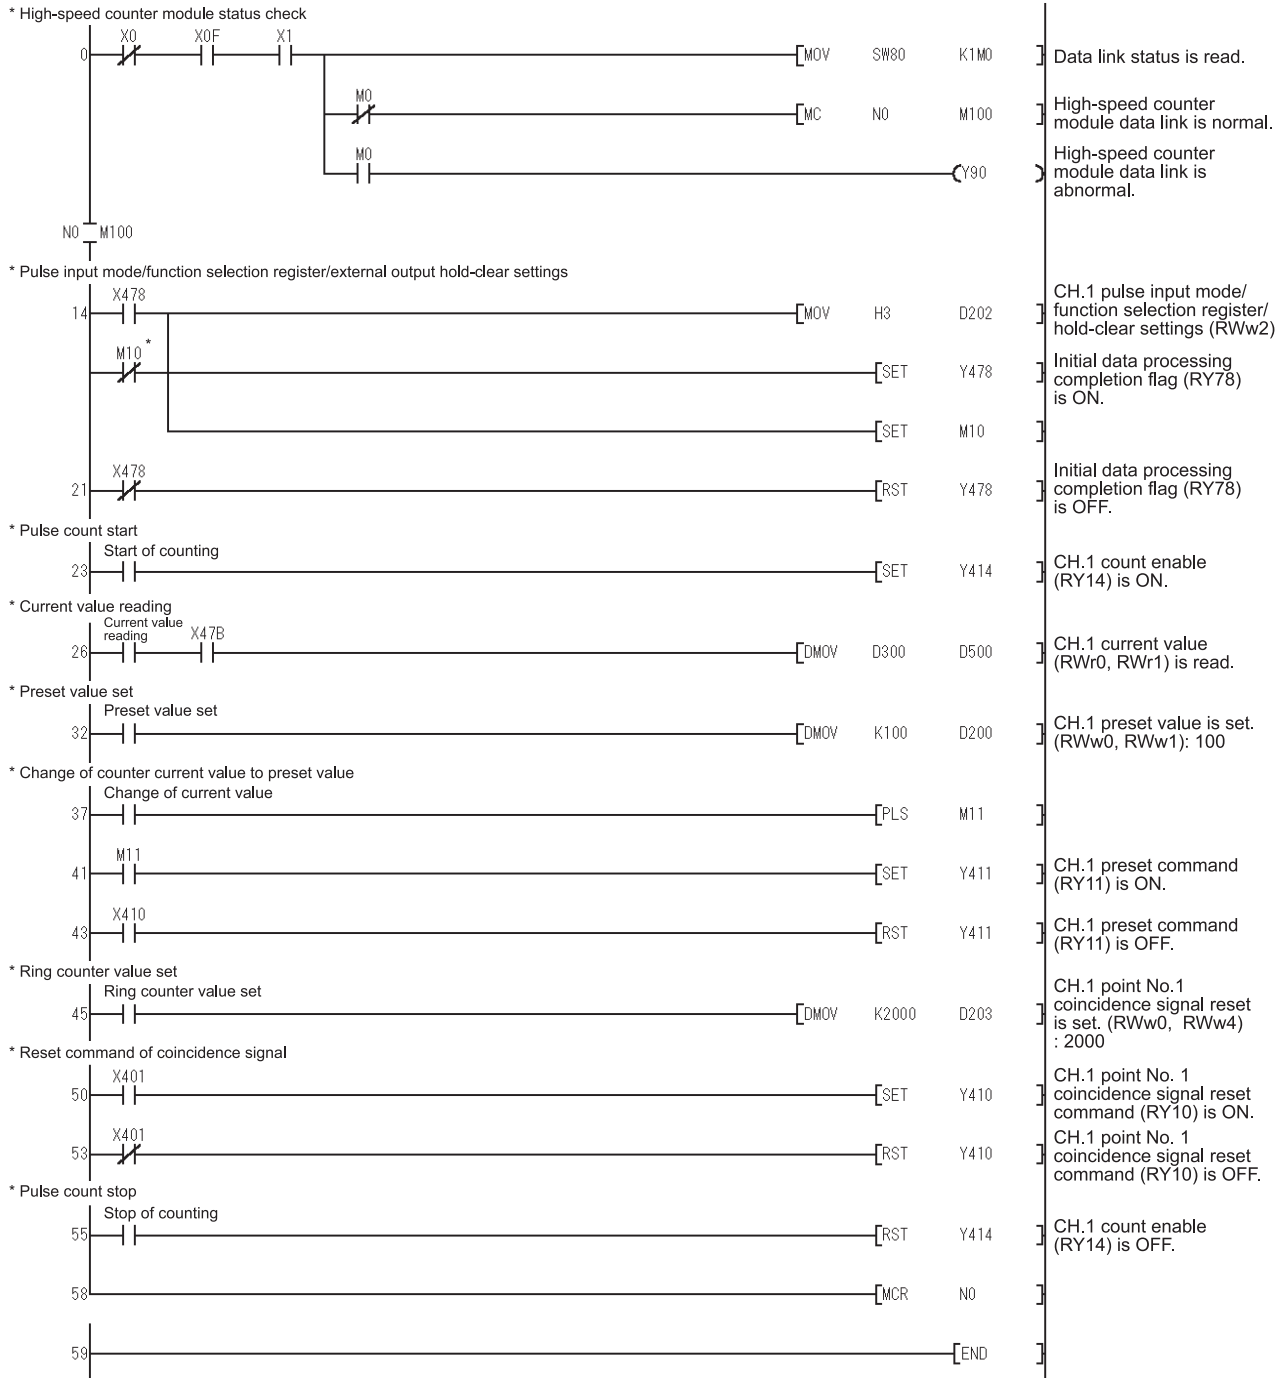 * High-speed counter module status check
X0 X0F X1
0 MOV SW80 K1M0 Data link status is read.
M0
MC N0 M100 High-speed counter
module data link is normal.
M0
Y90 High-speed counter
module data link is
abnormal.
N0 M100
* Pulse input mode/function selection register/external output hold-clear settings
X478
14 MOV H3 D202 CH.1 pulse input mode/
function selection register/
hold-clear settings (RWw2)
M10 *
SET Y478 Initial data processing
completion flag (RY78)
is ON.
SET M10
X478
21 RST Y478 Initial data processing
completion flag (RY78)
is OFF.
* Pulse count start
Start of counting
23 SET Y414 CH.1 count enable
(RY14) is ON.
* Current value reading
Current value
reading X47B
26 DMOV D300 D500 CH.1 current value
(RWr0, RWr1) is read.
* Preset value set
Preset value set
32 DMOV K100 D200 CH.1 preset value is set.
(RWw0, RWw1): 100
* Change of counter current value to preset value
Change of current value
37 PLS M11
M11
41 SET Y411 CH.1 preset command
(RY11) is ON.
X410
43 RST Y411 CH.1 preset command
(RY11) is OFF.
* Ring counter value set
Ring counter value set
45 DMOV K2000 D203 CH.1 point No.1
coincidence signal reset
is set. (RWw0, RWw4)
: 2000
* Reset command of coincidence signal
X401
50 SET Y410 CH.1 point No. 1
coincidence signal reset
command (RY10) is ON.
X401
53 RST Y410 CH.1 point No. 1
coincidence signal reset
command (RY10) is OFF.
* Pulse count stop
Stop of counting
55 RST Y414 CH.1 count enable
(RY14) is OFF.
58 MCR N0
59 END